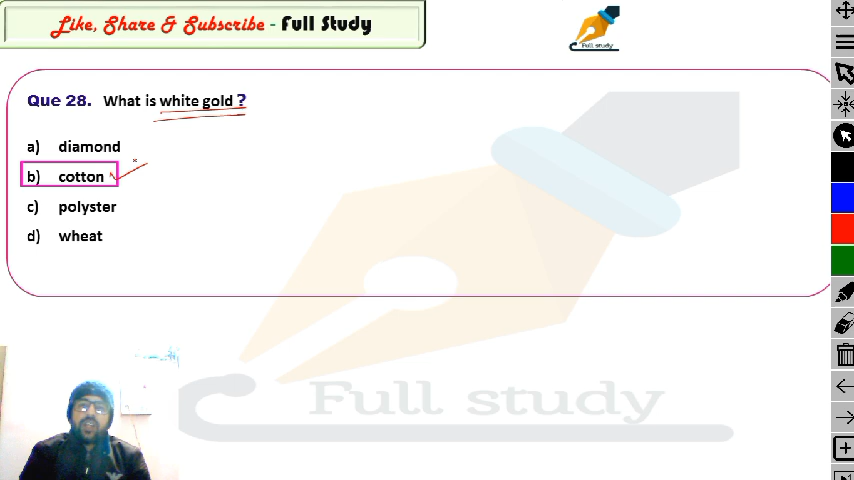 Like, Share & Subscribe - Full Study
Full study
Que 28. What is white gold ?
a) diamond
b) cotton
c) polyster
d) wheat
Full study